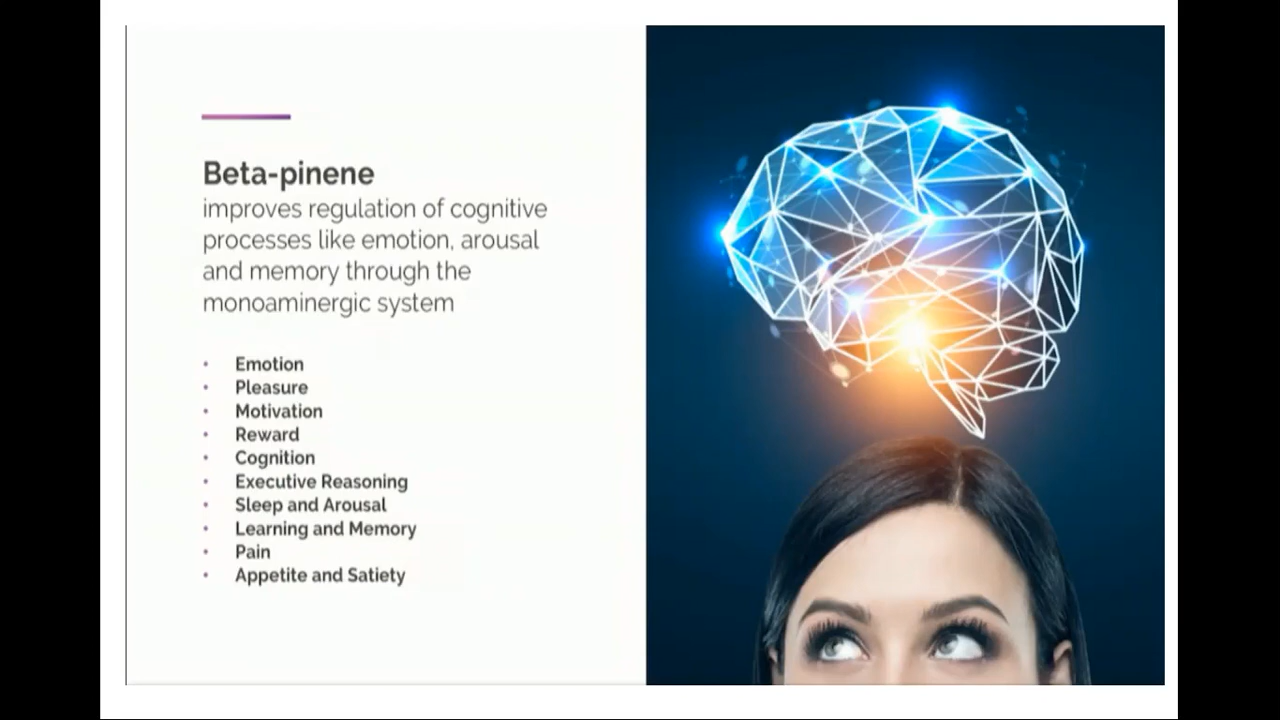 Beta-pinene
improves regulation of cognitive
processes like emotion, arousal
and memory through the
monoaminergic system
• Emotion
• Pleasure
• Motivation
• Reward
• Cognition
• Executive Reasoning
• Sleep and Arousal
• Learning and Memory
• Pain
• Appetite and Satiety